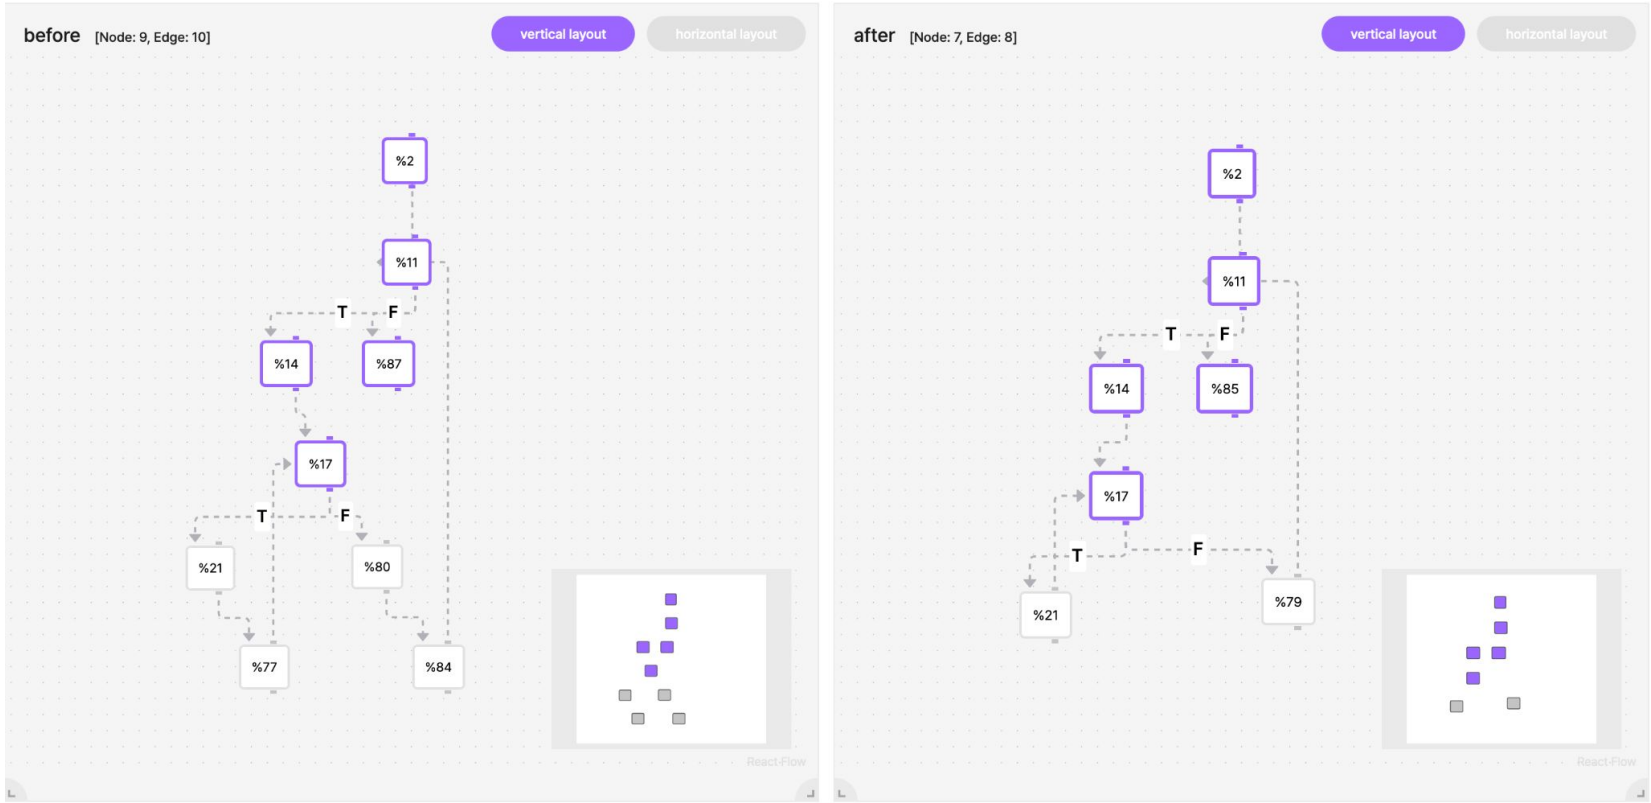 before [Node: 9, Edge: 10]
vertical layout
horizontal layout
%2
%11
T
F
%14
%87
%17
T
F
%21
%80
%77
%84
React Flow
after [Node: 7, Edge: 8]
vertical layout
horizontal layout
%2
%11
T
F
%14
%85
%17
T
F
%21
%79
React Flow